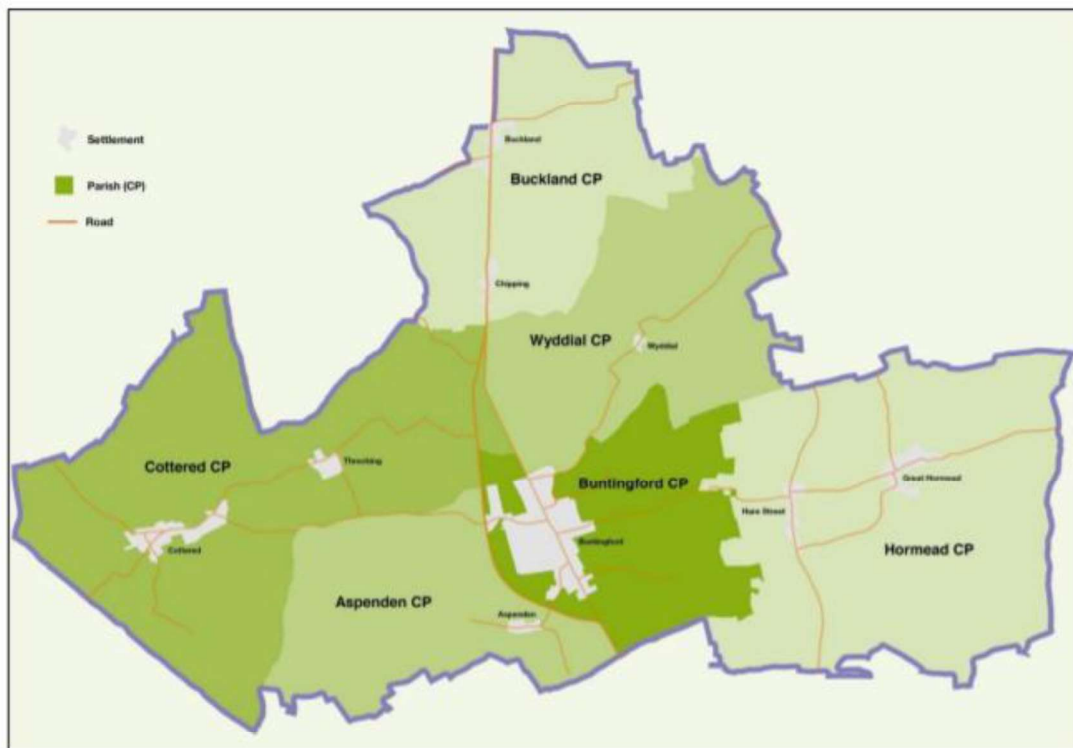 Settlement
Parish (CP)
Road
Buckland
Buckland CP
Chipping
Wyddial CP
Wyddial
Cottered CP
Throcking
Cottered
Buntingford CP
Buntingford
Great Hormead
Hare Street
Hormead CP
Aspenden CP
Aspenden